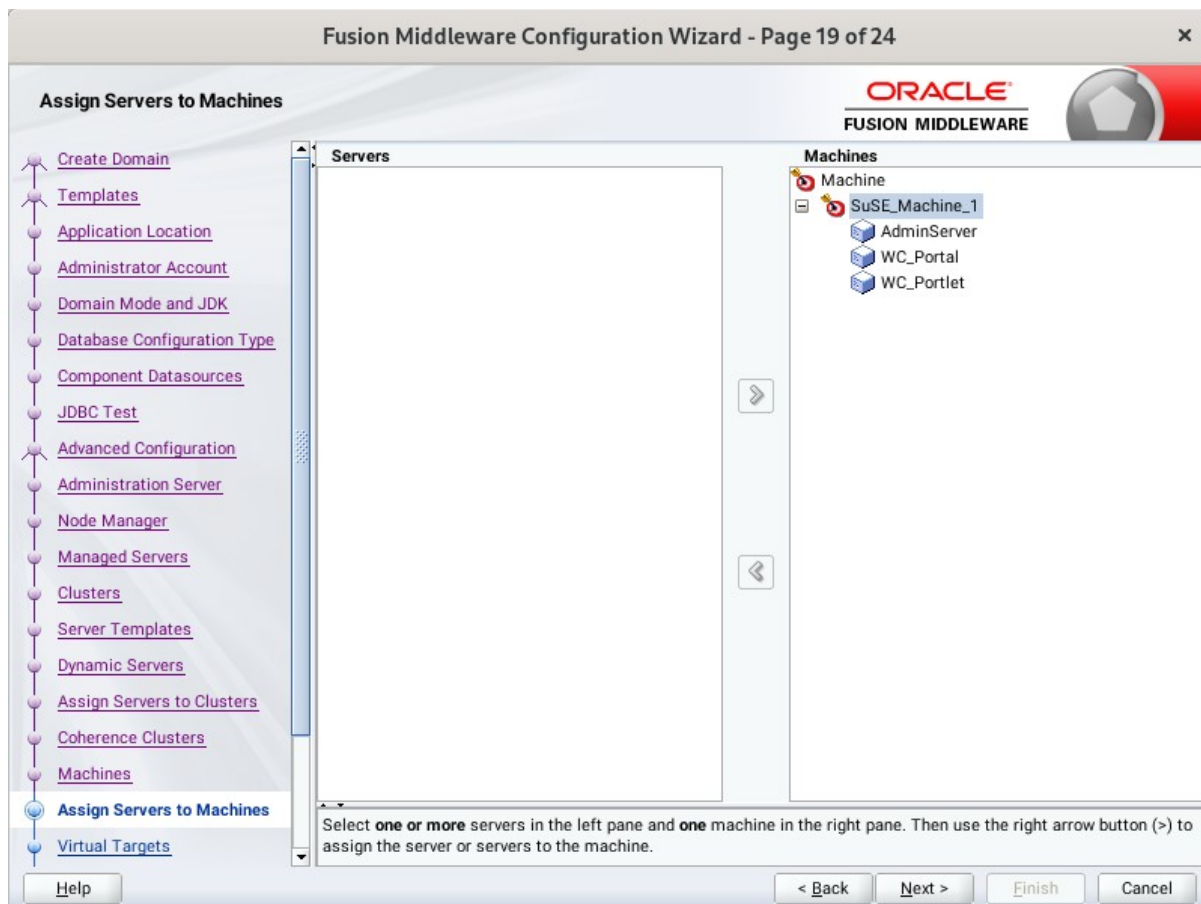 Fusion Middleware Configuration Wizard - Page 19 of 24
Assign Servers to Machines
ORACLE
FUSION MIDDLEWARE
Create Domain
Templates
Application Location
Administrator Account
Domain Mode and JDK
Database Configuration Type
Component Datasources
JDBC Test
Advanced Configuration
Administration Server
Node Manager
Managed Servers
Clusters
Server Templates
Dynamic Servers
Assign Servers to Clusters
Coherence Clusters
Machines
Assign Servers to Machines
Virtual Targets
Servers
Machines
Machine
SuSE_Machine_1
AdminServer
WC_Portal
WC_Portlet
Select one or more servers in the left pane and one machine in the right pane. Then use the right arrow button (>) to
assign the server or servers to the machine.
Help
< Back
Next >
Finish
Cancel